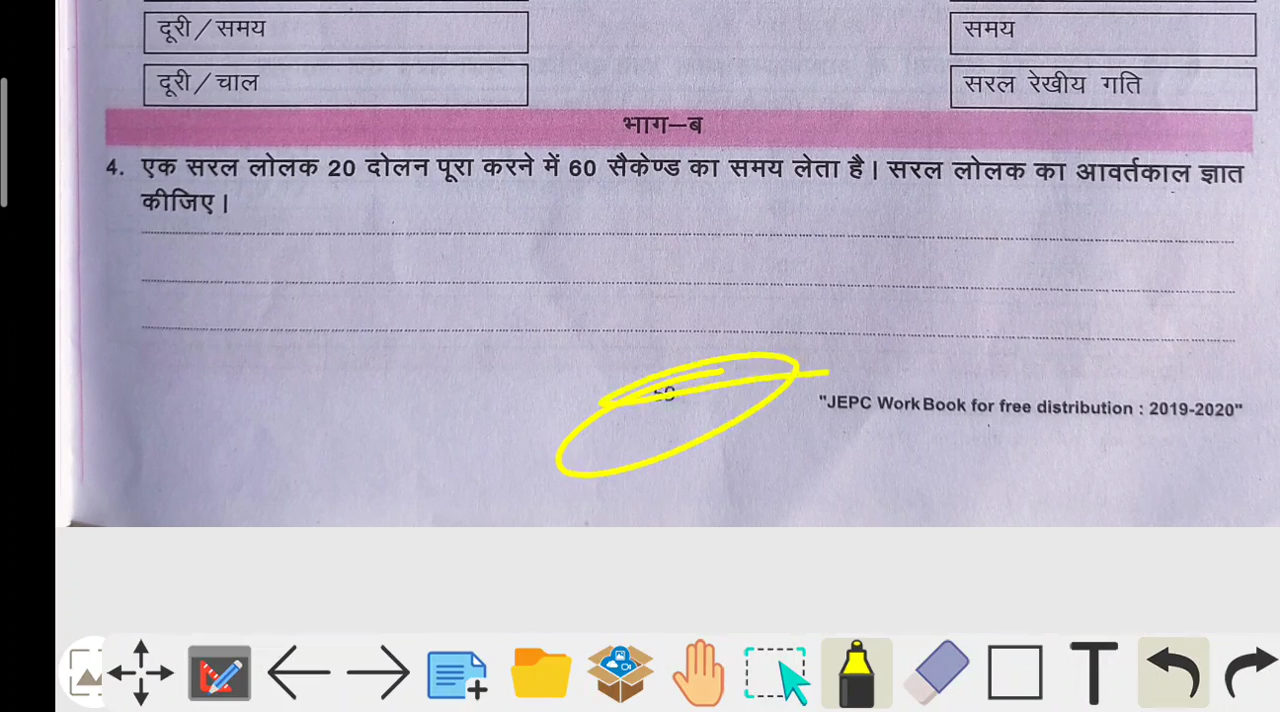 दूरी / समय
समय
दूरी / चाल
सरल रेखीय गति
भाग–ब
4. एक सरल लोलक 20 दोलन पूरा करने में 60 सैकेण्ड का समय लेता है। सरल लोलक का आवर्तकाल ज्ञात
कीजिए।
"JEPC Work Book for free distribution : 2019-2020"
T